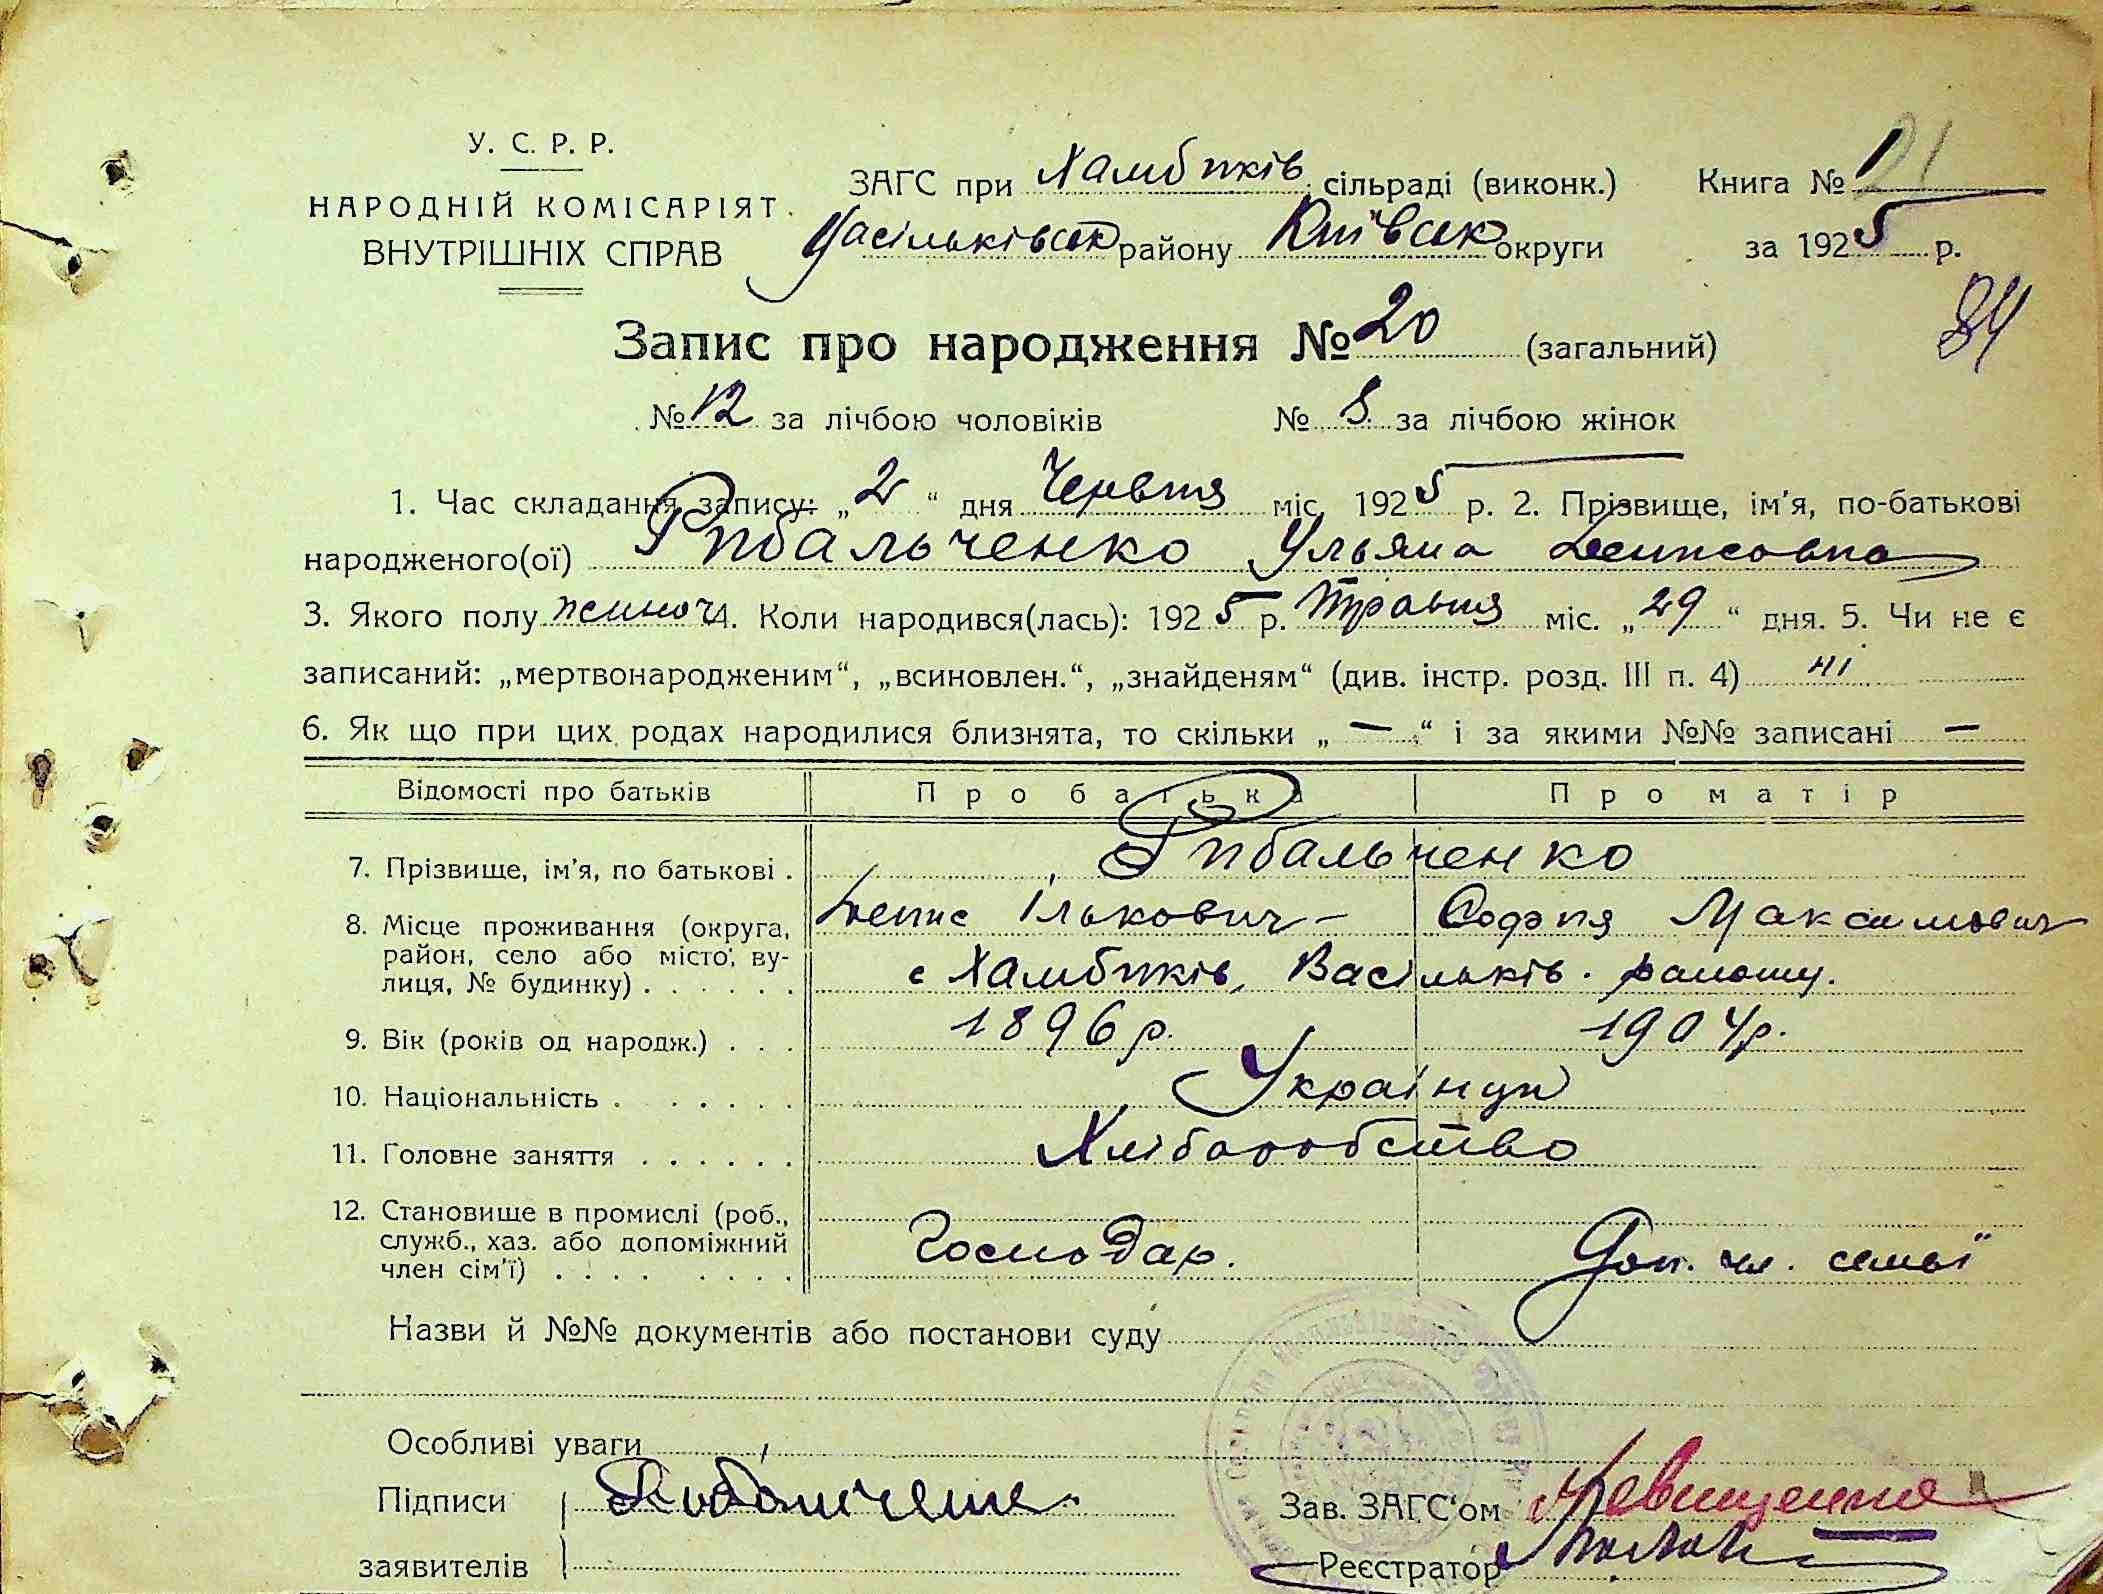 У. С. Р. Р.
НАРОДНІЙ КОМІСАРІЯТ
ВНУТРІШНІХ СПРАВ
ЗАГС при Хамбиків сільраді (виконк.) Книга № 1
Васільківськ району Київськ округи за 1925 р.
84
Запис про народження № 20 (загальний)
№ 12 за лічбою чоловіків № 8 за лічбою жінок
1. Час складання запису: „2“ дня Червня міс. 1925 р. 2. Прізвище, ім'я, по-батькові
народженого(ої) Рибальченко Ульяна Денисовна
3. Якого полу жиноч 4. Коли народився(лась): 1925 р. Травня міс. „29“ дня. 5. Чи не є
записаний: „мертвонародженим“, „всиновлен.“, „знайденям“ (див. інстр. розд. III п. 4) ні
6. Як що при цих родах народилися близнята, то скільки „ — “ і за якими №№ записані —
Відомості про батьків Про батька Про матір
7. Прізвище, ім'я, по батькові . Рибальченко
8. Місце проживання (округа, Денис Ількович – Софія Максимович
район, село або місто, ву- с Хамбиків, Васільків. району.
лиця, № будинку) . . . . . .
9. Вік (років од народж.) . . . 1896 р. 1904 р.
10. Національність . . . . . . . Українци
11. Головне заняття . . . . . . Хліборобство
12. Становище в промислі (роб.,
служб., хаз. або допоміжний Господар. Доп. чл. семьї
член сім'ї) . . . . . . . .
Назви й №№ документів або постанови суду
Особливі уваги
Підписи Зав. ЗАГС'ом
заявителів Реєстратор